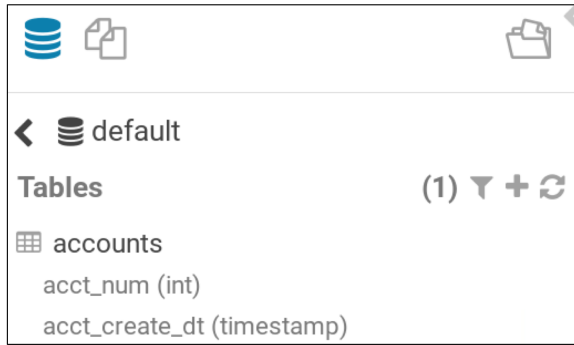 default
Tables (1)
accounts
acct_num (int)
acct_create_dt (timestamp)